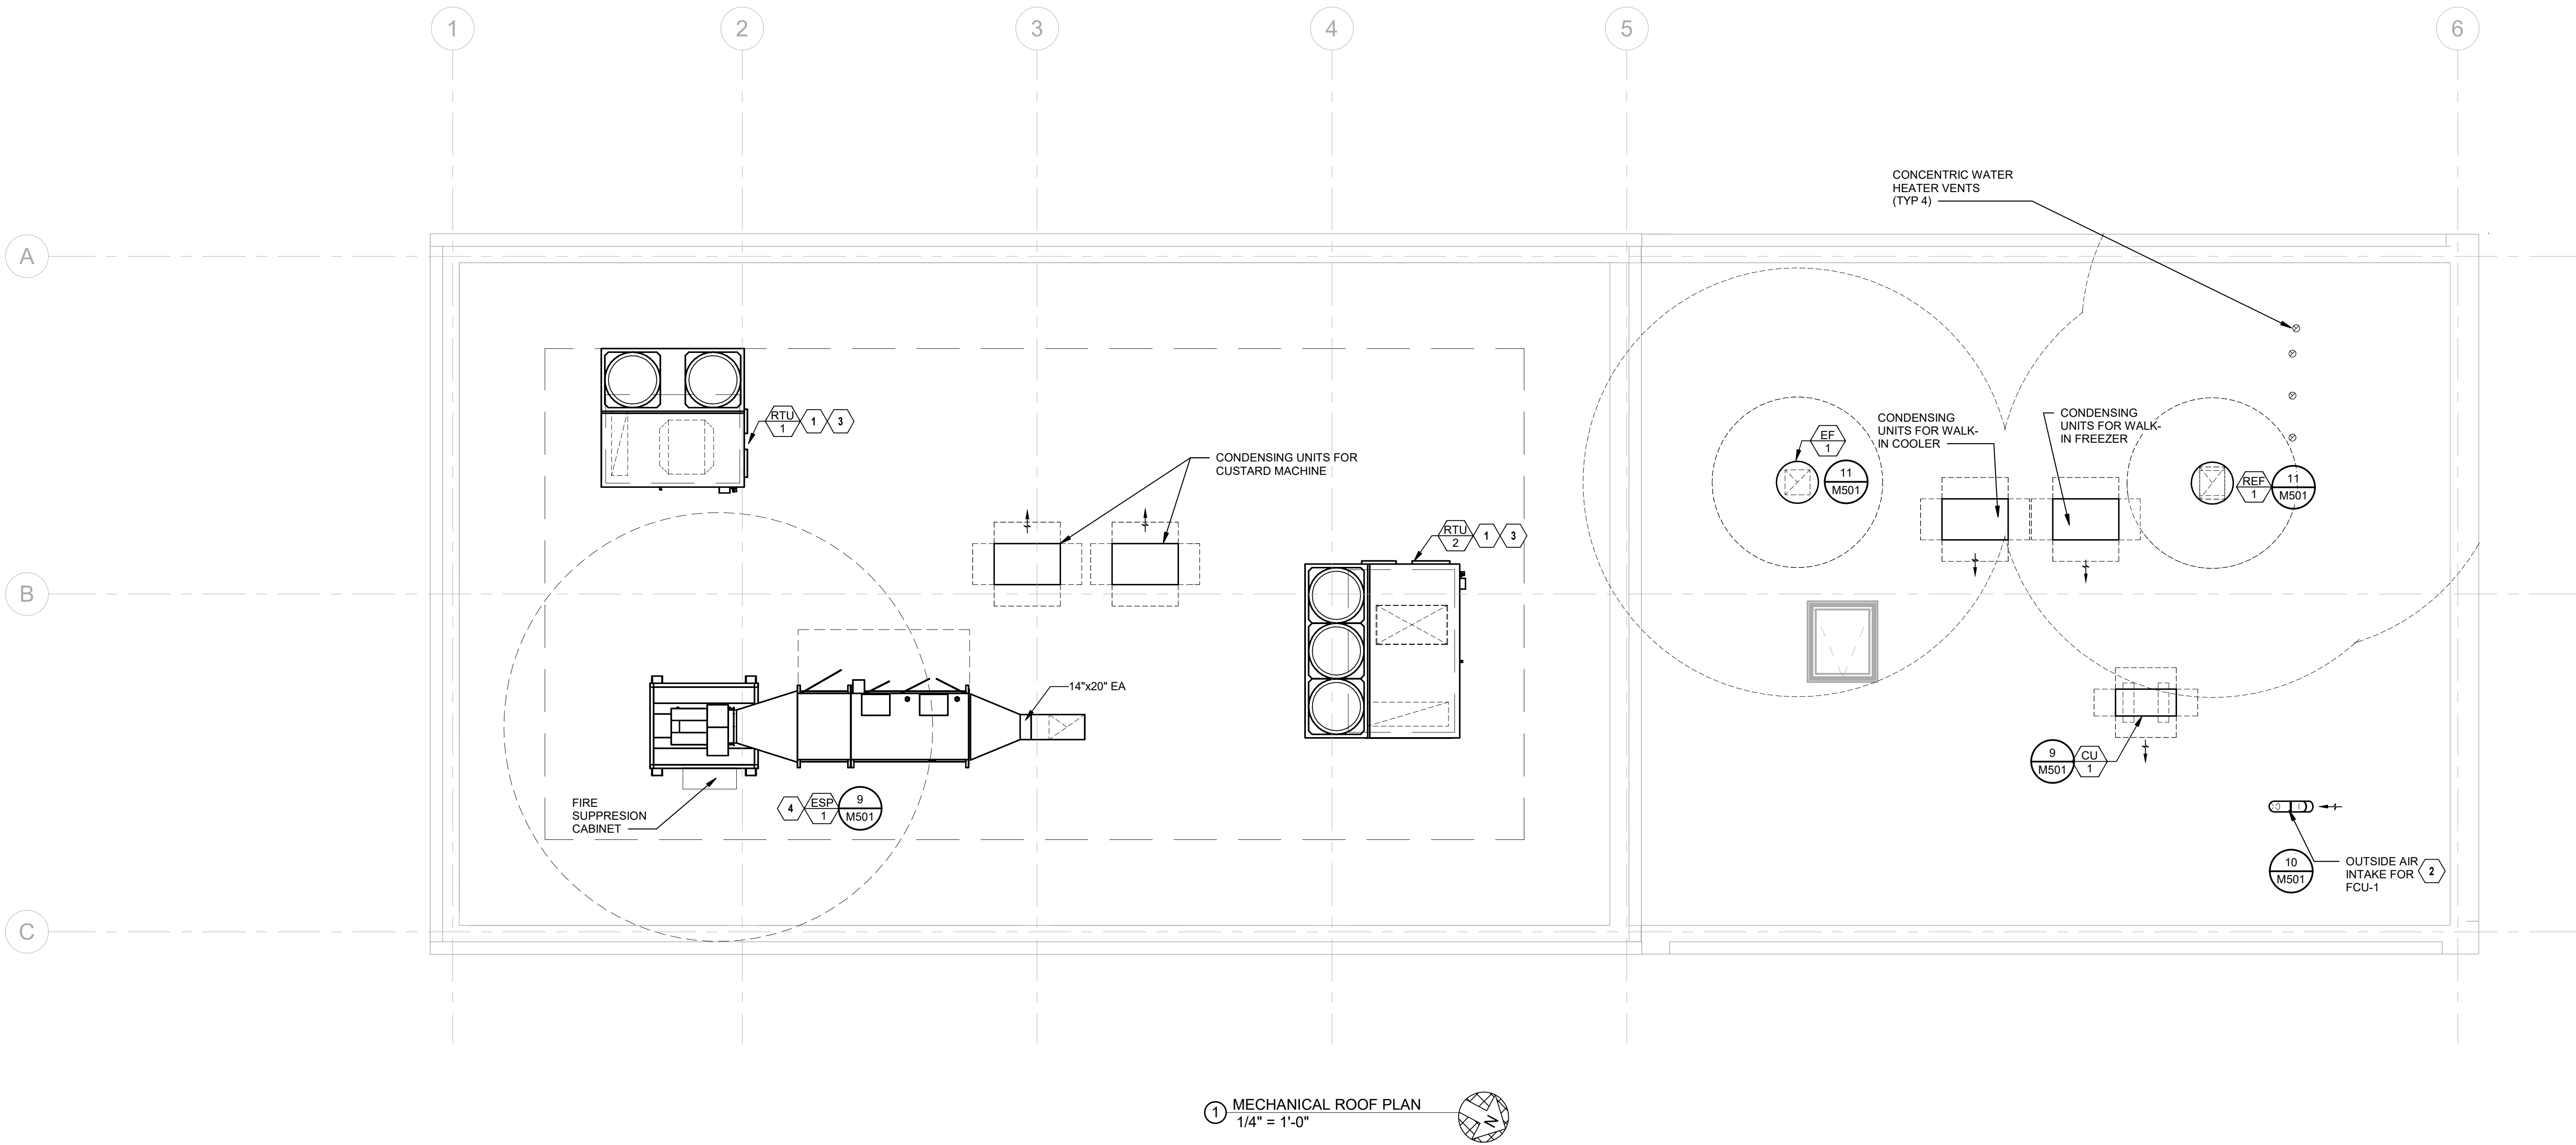 1 2 3 4 5 6
CONCENTRIC WATER
HEATER VENTS
(TYP 4)
A
RTU
1
1
3
CONDENSING UNITS FOR
CUSTARD MACHINE
RTU
2
1
3
EF
1
11
M501
CONDENSING
UNITS FOR WALK-
IN COOLER
CONDENSING
UNITS FOR WALK-
IN FREEZER
REF
1
11
M501
B
14"x20" EA
FIRE
SUPPRESION
CABINET
4
ESP
1
9
M501
9
M501
CU
1
10
M501
OUTSIDE AIR
INTAKE FOR
FCU-1
2
C
1
MECHANICAL ROOF PLAN
1/4" = 1'-0"
N